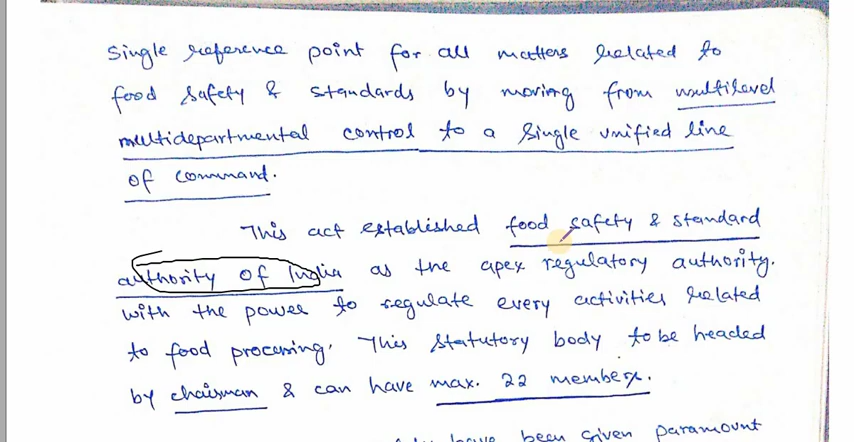 Single reference point for all matters related to
food safety & standards by moving from multilevel
multidepartmental control to a single unified line
of command.
This act established food safety & standard
authority of India as the apex regulatory authority.
with the power to regulate every activities related
to food processing. This statutory body to be headed
by chairman & can have max. 22 members.
have been given paramount